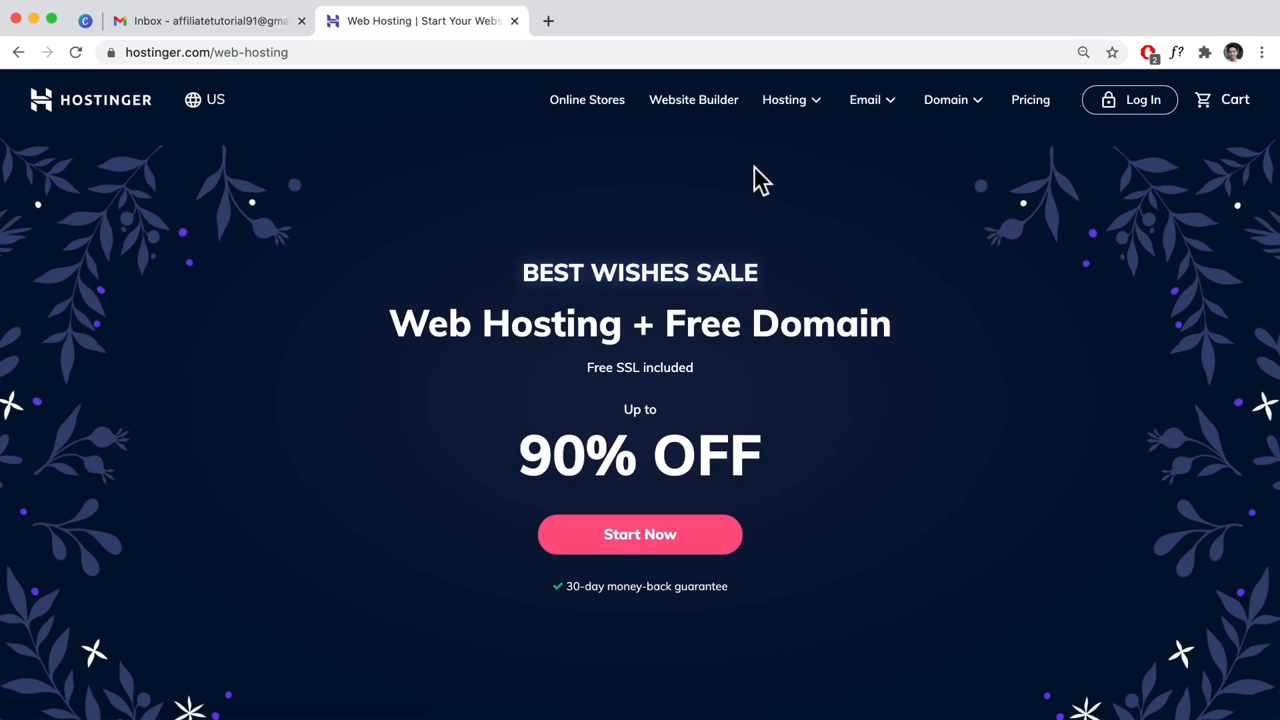 Inbox - affiliatetutorial91@gma
Web Hosting | Start Your Webs
hostinger.com/web-hosting
2
f?
HOSTINGER
US
Online Stores
Website Builder
Hosting
Email
Domain
Pricing
Log In
Cart
BEST WISHES SALE
Web Hosting + Free Domain
Free SSL included
Up to
90% OFF
Start Now
30-day money-back guarantee